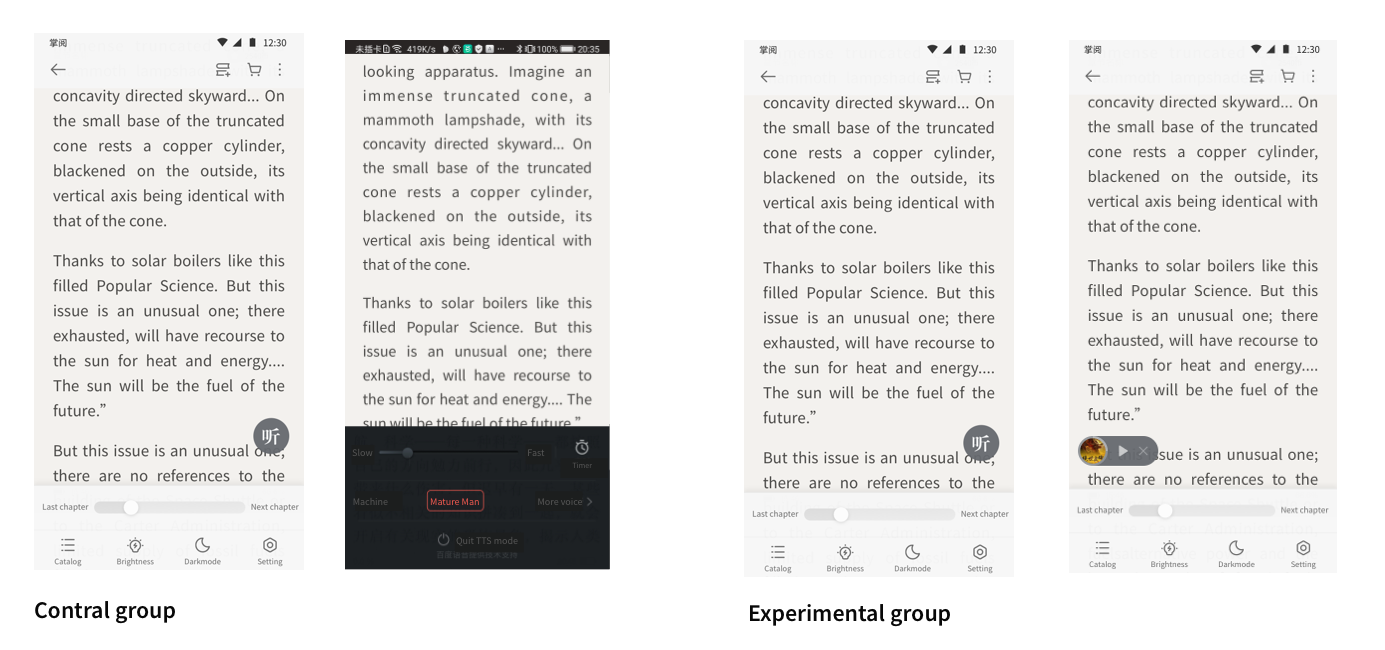 掌阅 12:30
concavity directed skyward... On
the small base of the truncated
cone rests a copper cylinder,
blackened on the outside, its
vertical axis being identical with
that of the cone.
Thanks to solar boilers like this
filled Popular Science. But this
issue is an unusual one; there
exhausted, will have recourse to
the sun for heat and energy....
The sun will be the fuel of the
future.”
But this issue is an unusual one,
there are no references to the
听
Last chapter Next chapter
Catalog Brightness Darkmode Setting
未插卡 419K/s 100% 20:35
looking apparatus. Imagine an
immense truncated cone, a
mammoth lampshade, with its
concavity directed skyward... On
the small base of the truncated
cone rests a copper cylinder,
blackened on the outside, its
vertical axis being identical with
that of the cone.
Thanks to solar boilers like this
filled Popular Science. But this
issue is an unusual one; there
exhausted, will have recourse to
the sun for heat and energy.... The
sun will be the fuel of the future.”
Slow Fast
Timer
Machine Mature Man More voice
Quit TTS mode
Contral group
掌阅 12:30
concavity directed skyward... On
the small base of the truncated
cone rests a copper cylinder,
blackened on the outside, its
vertical axis being identical with
that of the cone.
Thanks to solar boilers like this
filled Popular Science. But this
issue is an unusual one; there
exhausted, will have recourse to
the sun for heat and energy....
The sun will be the fuel of the
future.”
But this issue is an unusual one,
there are no references to the
听
Last chapter Next chapter
Catalog Brightness Darkmode Setting
掌阅 12:30
concavity directed skyward... On
the small base of the truncated
cone rests a copper cylinder,
blackened on the outside, its
vertical axis being identical with
that of the cone.
Thanks to solar boilers like this
filled Popular Science. But this
issue is an unusual one; there
exhausted, will have recourse to
the sun for heat and energy....
The sun will be the fuel of the
future.”
sue is an unusual one;
there are no references to the
Last chapter Next chapter
Catalog Brightness Darkmode Setting
Experimental group